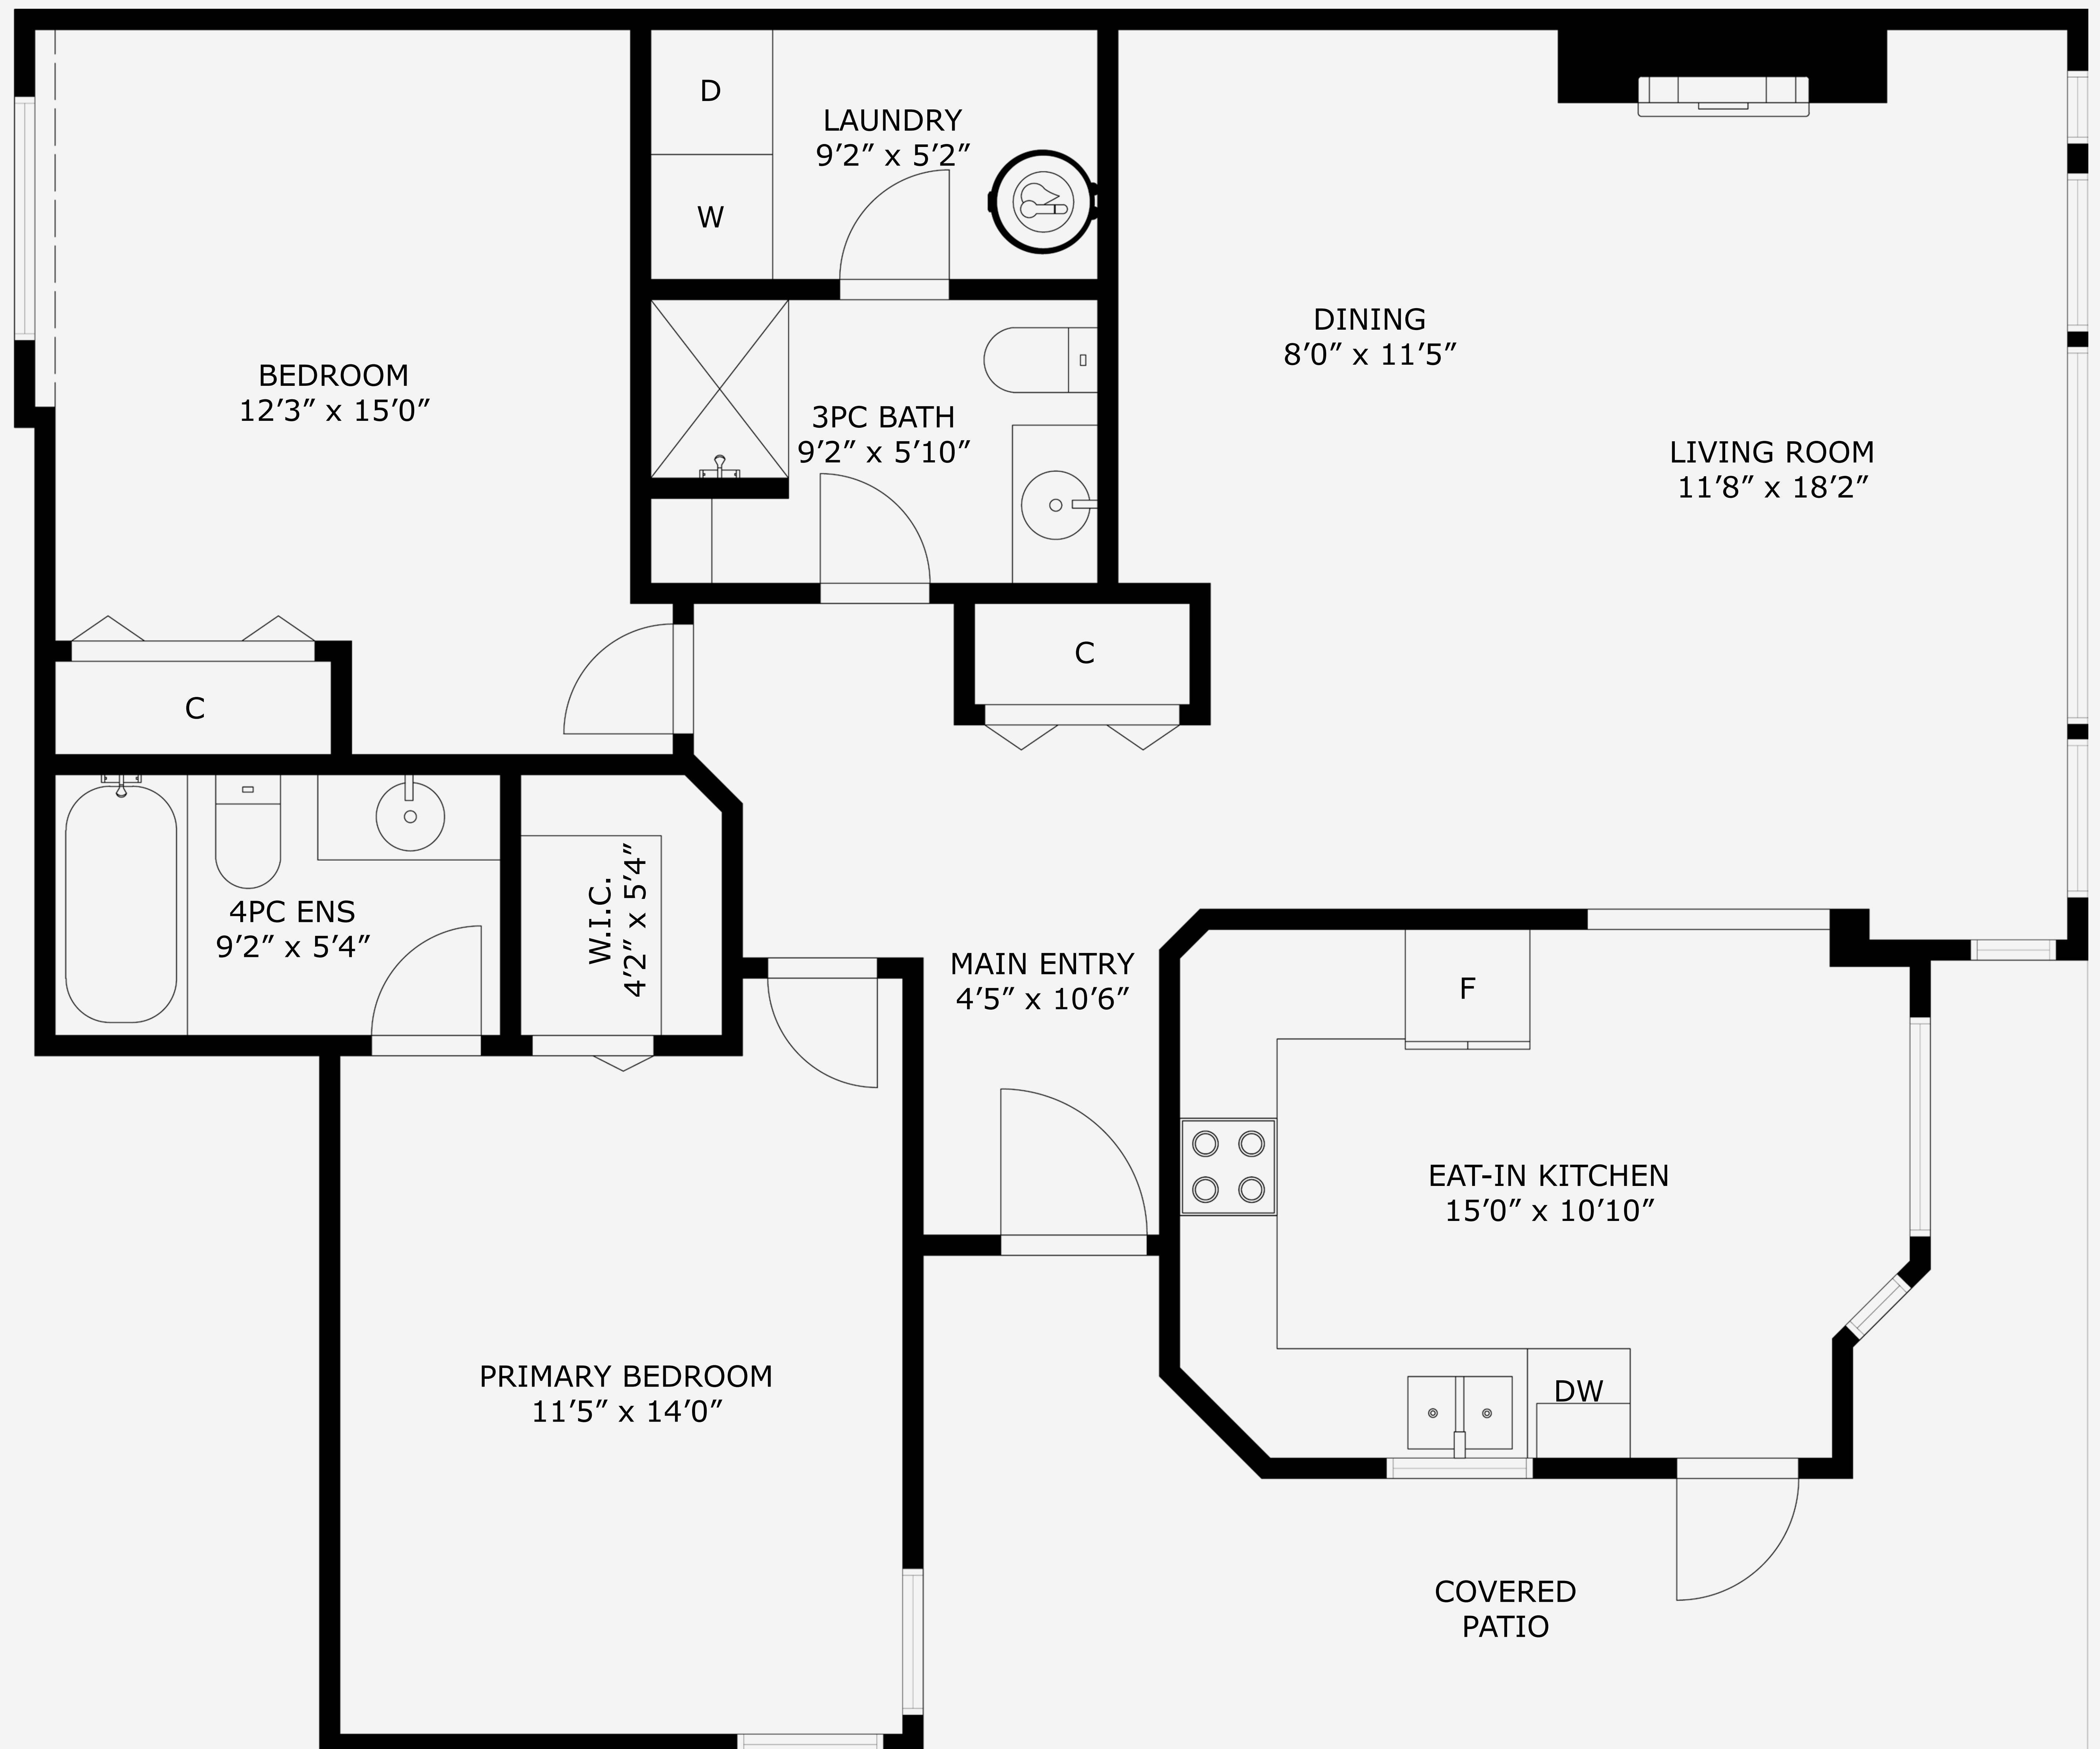 D
W
LAUNDRY
9’2” x 5’2”
DINING
8’0” x 11’5”
BEDROOM
12’3” x 15’0”
3PC BATH
9’2” x 5’10”
LIVING ROOM
11’8” x 18’2”
C
C
4PC ENS
9’2” x 5’4”
W.I.C.
4’2” x 5’4”
MAIN ENTRY
4’5” x 10’6”
F
EAT-IN KITCHEN
15’0” x 10’10”
PRIMARY BEDROOM
11’5” x 14’0”
DW
COVERED
PATIO